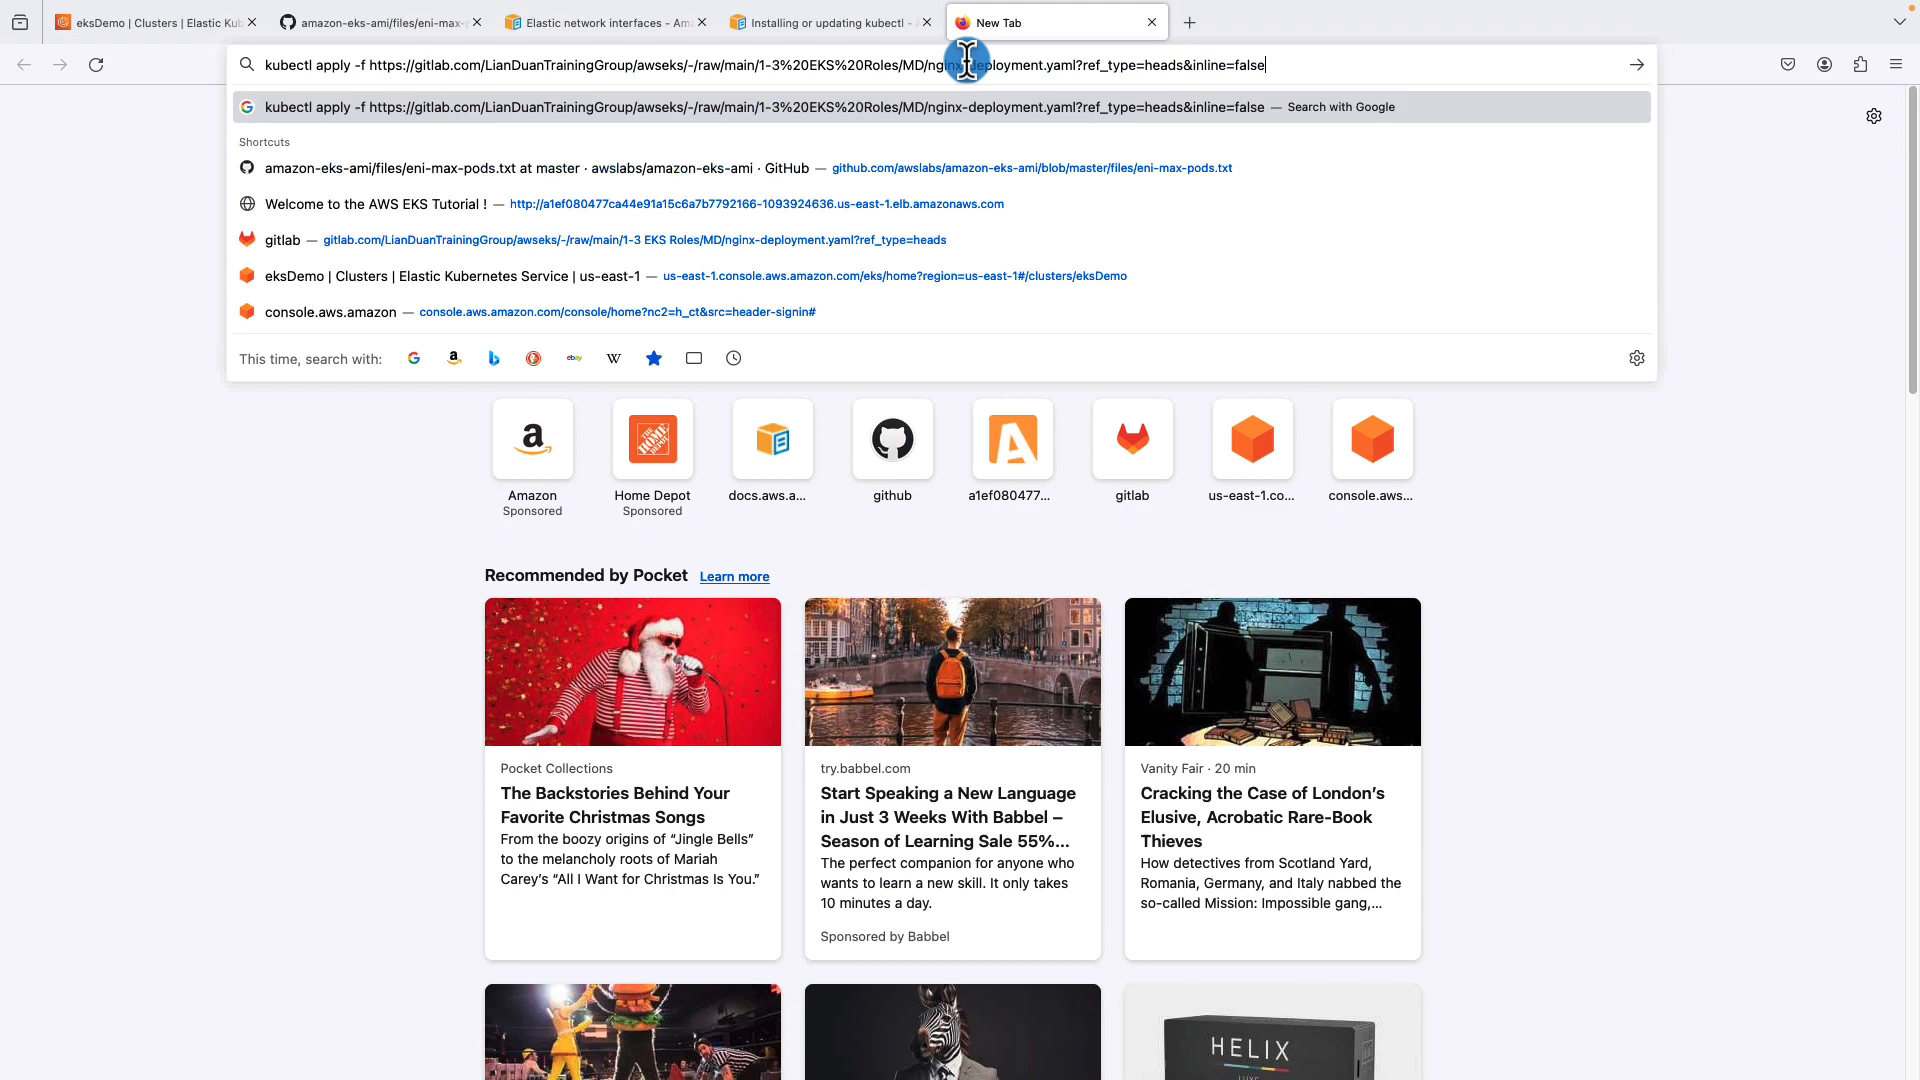 eksDemo | Clusters | Elastic Kub
amazon-eks-ami/files/eni-max-p
Elastic network interfaces - Ama
Installing or updating kubectl - A
New Tab
kubectl apply -f https://gitlab.com/LianDuanTrainingGroup/awseks/-/raw/main/1-3%20EKS%20Roles/MD/nginx-deployment.yaml?ref_type=heads&inline=false
kubectl apply -f https://gitlab.com/LianDuanTrainingGroup/awseks/-/raw/main/1-3%20EKS%20Roles/MD/nginx-deployment.yaml?ref_type=heads&inline=false — Search with Google
Shortcuts
amazon-eks-ami/files/eni-max-pods.txt at master · awslabs/amazon-eks-ami · GitHub — github.com/awslabs/amazon-eks-ami/blob/master/files/eni-max-pods.txt
Welcome to the AWS EKS Tutorial ! — http://a1ef080477ca44e91a15c6a7b7792166-1093924636.us-east-1.elb.amazonaws.com
gitlab — gitlab.com/LianDuanTrainingGroup/awseks/-/raw/main/1-3 EKS Roles/MD/nginx-deployment.yaml?ref_type=heads
eksDemo | Clusters | Elastic Kubernetes Service | us-east-1 — us-east-1.console.aws.amazon.com/eks/home?region=us-east-1#/clusters/eksDemo
console.aws.amazon — console.aws.amazon.com/console/home?nc2=h_ct&src=header-signin#
This time, search with:
Amazon
Sponsored
Home Depot
Sponsored
docs.aws.a...
github
a1ef080477...
gitlab
us-east-1.co...
console.aws...
Recommended by Pocket Learn more
Pocket Collections
The Backstories Behind Your
Favorite Christmas Songs
From the boozy origins of “Jingle Bells”
to the melancholy roots of Mariah
Carey’s “All I Want for Christmas Is You.”
try.babbel.com
Start Speaking a New Language
in Just 3 Weeks With Babbel –
Season of Learning Sale 55%...
The perfect companion for anyone who
wants to learn a new skill. It only takes
10 minutes a day.
Sponsored by Babbel
Vanity Fair · 20 min
Cracking the Case of London’s
Elusive, Acrobatic Rare-Book
Thieves
How detectives from Scotland Yard,
Romania, Germany, and Italy nabbed the
so-called Mission: Impossible gang,...
HELIX